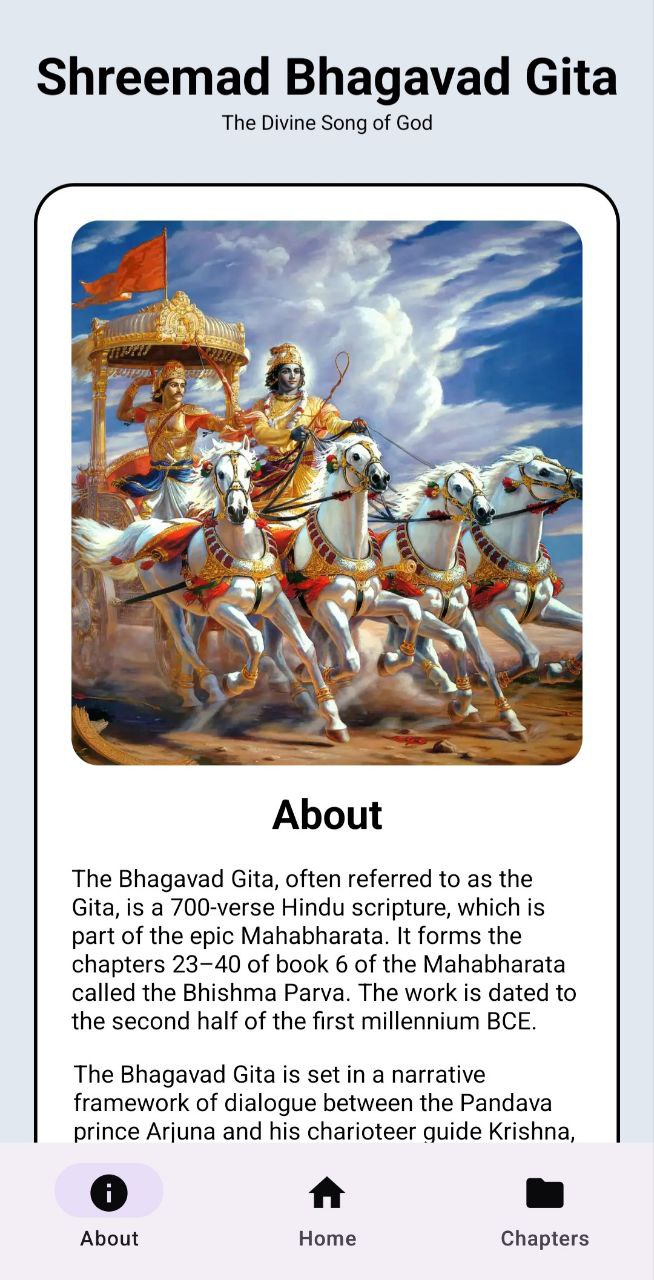 Shreemad Bhagavad Gita
The Divine Song of God
About
The Bhagavad Gita, often referred to as the
Gita, is a 700-verse Hindu scripture, which is
part of the epic Mahabharata. It forms the
chapters 23–40 of book 6 of the Mahabharata
called the Bhishma Parva. The work is dated to
the second half of the first millennium BCE.
The Bhagavad Gita is set in a narrative
framework of dialogue between the Pandava
prince Arjuna and his charioteer guide Krishna,
About
Home
Chapters